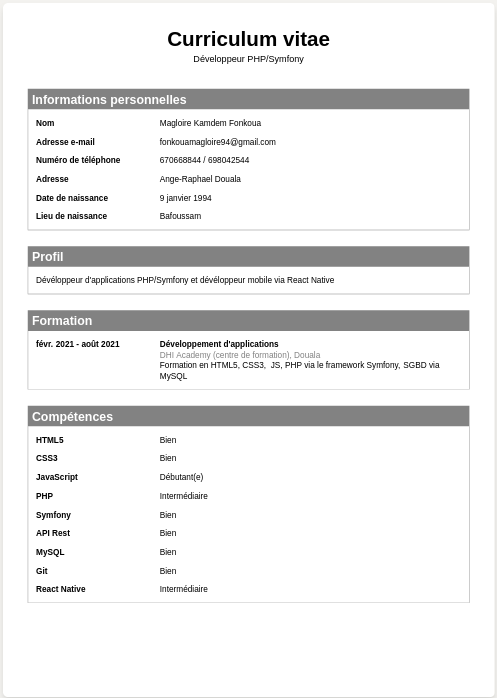 Curriculum vitae
Développeur PHP/Symfony
Informations personnelles
Nom Magloire Kamdem Fonkoua
Adresse e-mail fonkouamagloire94@gmail.com
Numéro de téléphone 670668844 / 698042544
Adresse Ange-Raphael Douala
Date de naissance 9 janvier 1994
Lieu de naissance Bafoussam
Profil
Dévéloppeur d'applications PHP/Symfony et dévéloppeur mobile via React Native
Formation
févr. 2021 - août 2021 Développement d'applications
DHI Academy (centre de formation), Douala
Formation en HTML5, CSS3, JS, PHP via le framework Symfony, SGBD via
MySQL
Compétences
HTML5 Bien
CSS3 Bien
JavaScript Débutant(e)
PHP Intermédiaire
Symfony Bien
API Rest Bien
MySQL Bien
Git Bien
React Native Intermédiaire